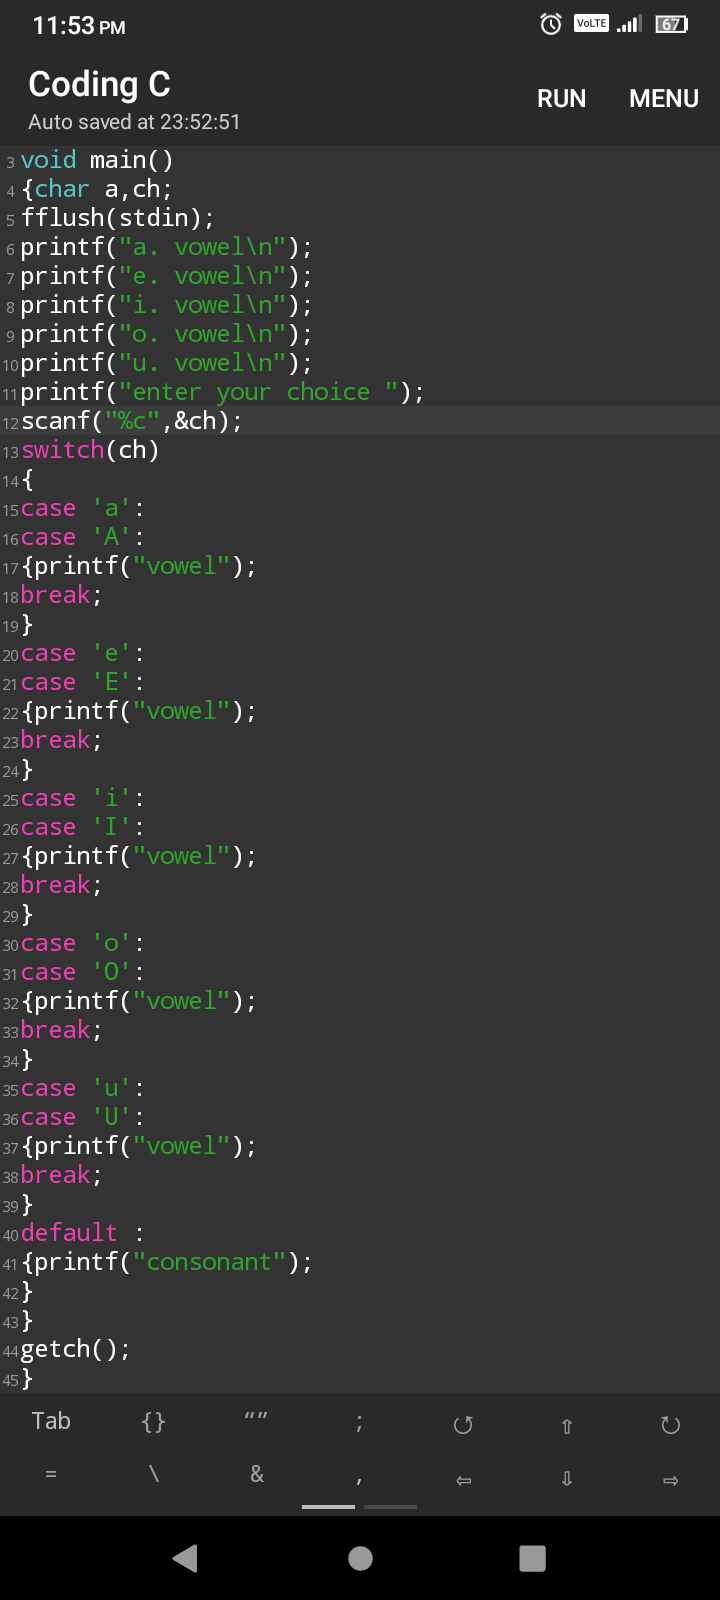 11:53 PM
VoLTE
67
Coding C
RUN
MENU
Auto saved at 23:52:51
3 void main()
4 {char a,ch;
5 fflush(stdin);
6 printf("a. vowel\n");
7 printf("e. vowel\n");
8 printf("i. vowel\n");
9 printf("o. vowel\n");
10 printf("u. vowel\n");
11 printf("enter your choice ");
12 scanf("%c",&ch);
13 switch(ch)
14 {
15 case 'a':
16 case 'A':
17 {printf("vowel");
18 break;
19 }
20 case 'e':
21 case 'E':
22 {printf("vowel");
23 break;
24 }
25 case 'i':
26 case 'I':
27 {printf("vowel");
28 break;
29 }
30 case 'o':
31 case 'O':
32 {printf("vowel");
33 break;
34 }
35 case 'u':
36 case 'U':
37 {printf("vowel");
38 break;
39 }
40 default :
41 {printf("consonant");
42 }
43 }
44 getch();
45 }
Tab {} “” ; ↺ ⇧ ↻
= \ & , ⇦ ⇩ ⇨